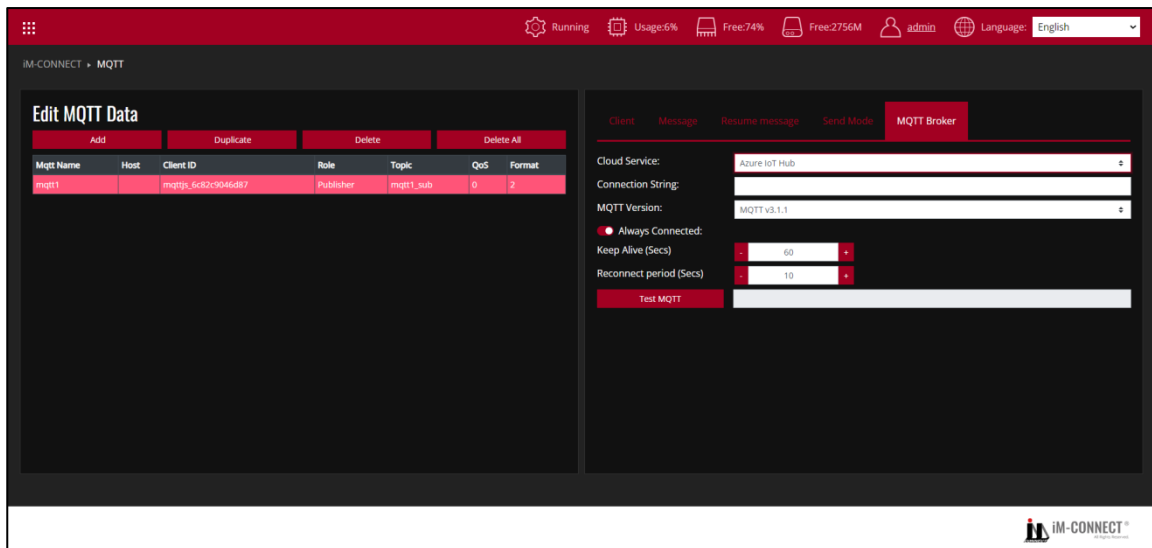 Running Usage:6% Free:74% Free:2756M admin Language: English
iM-CONNECT ▸ MQTT
Edit MQTT Data
Add Duplicate Delete Delete All
Mqtt Name Host Client ID Role Topic QoS Format
mqtt1 mqttjs_6c82c9046d87 Publisher mqtt1_sub 0 2
Client Message Resume message Send Mode MQTT Broker
Cloud Service: Azure IoT Hub
Connection String:
MQTT Version: MQTT v3.1.1
Always Connected:
Keep Alive (Secs) - 60 +
Reconnect period (Secs) - 10 +
Test MQTT
iM-CONNECT®
All Rights Reserved.